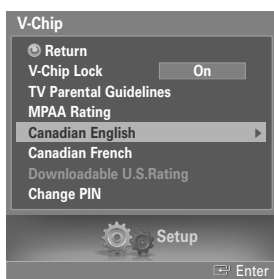 V-Chip
Return
V-Chip Lock On
TV Parental Guidelines
MPAA Rating
Canadian English
Canadian French
Downloadable U.S.Rating
Change PIN
Setup
Enter